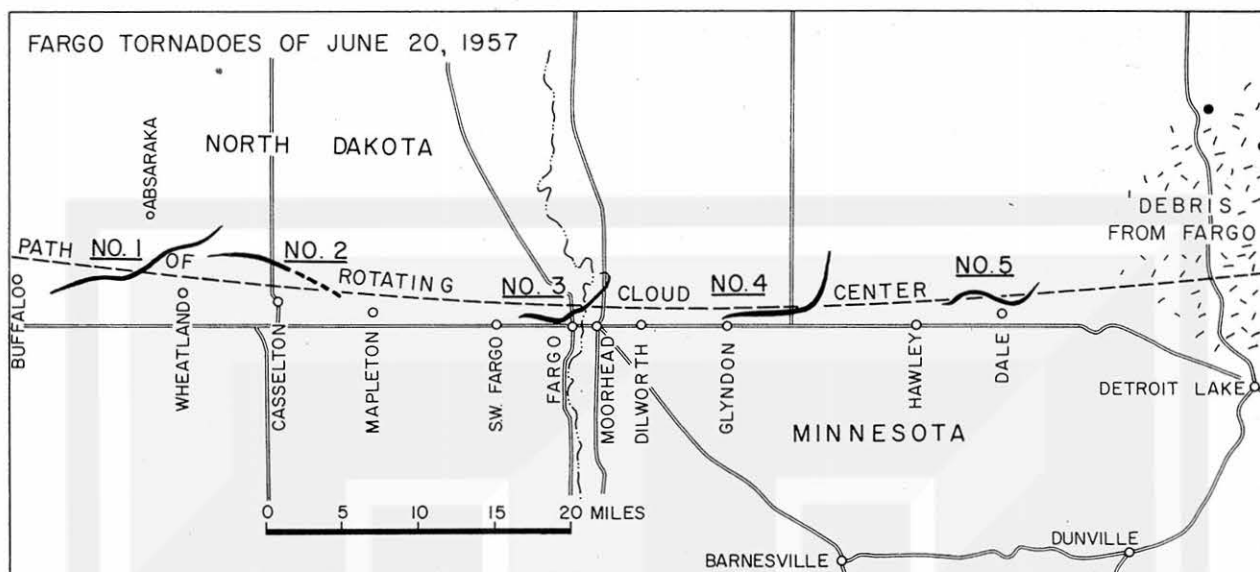 FARGO TORNADOES OF JUNE 20, 1957
ABSARAKA
NORTH DAKOTA
DEBRIS
FROM FARGO
PATH OF ROTATING CLOUD CENTER
NO. 1
NO. 2
NO. 3
NO. 4
NO. 5
BUFFALO
WHEATLAND
CASSELTON
MAPLETON
S.W. FARGO
FARGO
MOORHEAD
DILWORTH
GLYNDON
HAWLEY
DALE
DETROIT LAKE
MINNESOTA
0 5 10 15 20 MILES
BARNESVILLE
DUNVILLE